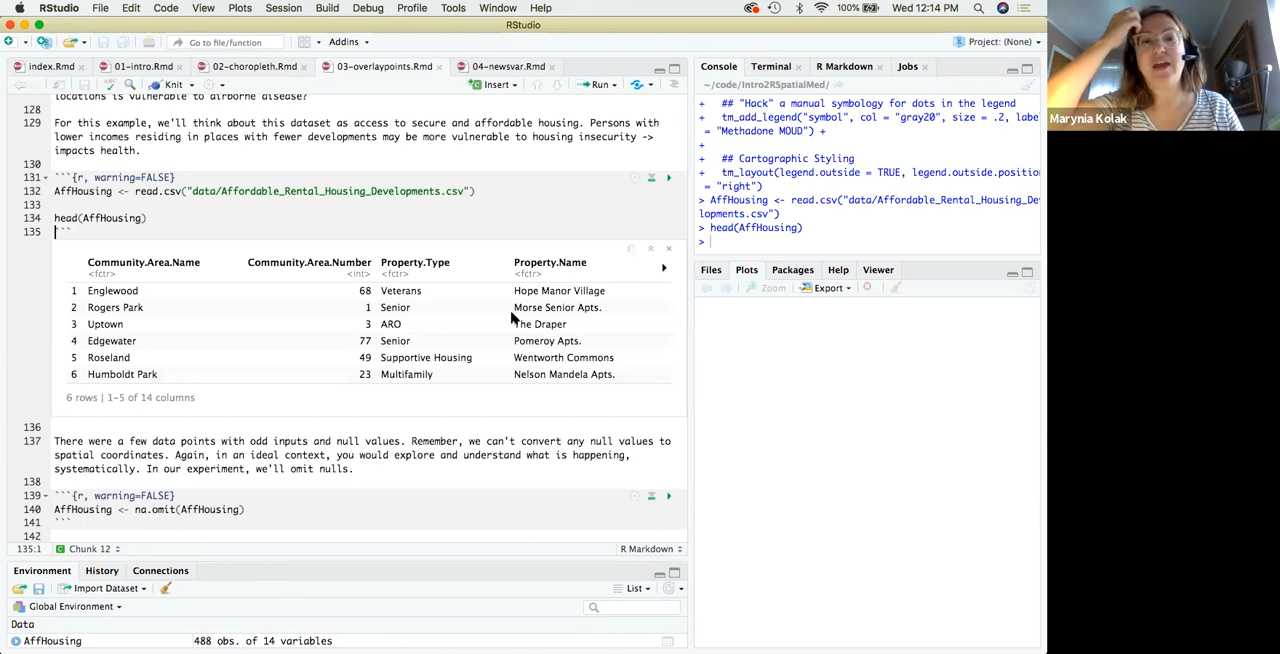 RStudio File Edit Code View Plots Session Build Debug Profile Tools Window Help 100% Wed 12:14 PM
RStudio
Go to file/function Addins Project: (None)
index.Rmd 01-intro.Rmd 02-choropleth.Rmd 03-overlaypoints.Rmd 04-newsvar.Rmd
ABC Knit Insert Run
128 locations is vulnerable to airborne disease?
129 For this example, we'll think about this dataset as access to secure and affordable housing. Persons with
lower incomes residing in places with fewer developments may be more vulnerable to housing insecurity ->
impacts health.
130
131 ```{r, warning=FALSE}
132 AffHousing <- read.csv("data/Affordable_Rental_Housing_Developments.csv")
133
134 head(AffHousing)
135 ```
Community.Area.Name Community.Area.Number Property.Type Property.Name
<fctr> <int> <fctr> <fctr>
1 Englewood 68 Veterans Hope Manor Village
2 Rogers Park 1 Senior Morse Senior Apts.
3 Uptown 3 ARO The Draper
4 Edgewater 77 Senior Pomeroy Apts.
5 Roseland 49 Supportive Housing Wentworth Commons
6 Humboldt Park 23 Multifamily Nelson Mandela Apts.
6 rows | 1-5 of 14 columns
136
137 There were a few data points with odd inputs and null values. Remember, we can't convert any null values to
spatial coordinates. Again, in an ideal context, you would explore and understand what is happening,
systematically. In our experiment, we'll omit nulls.
138
139 ```{r, warning=FALSE}
140 AffHousing <- na.omit(AffHousing)
141 ```
142
135:1 Chunk 12 R Markdown
Environment History Connections
Import Dataset List
Global Environment
Data
AffHousing 488 obs. of 14 variables
Console Terminal R Markdown Jobs
~/code/Intro2RSpatialMed/
+ ## "Hack" a manual symbology for dots in the legend
+ tm_add_legend("symbol", col = "gray20", size = .2, labe
= "Methadone MOUD") +
+
+ ## Cartographic Styling
+ tm_layout(legend.outside = TRUE, legend.outside.positio
= "right")
> AffHousing <- read.csv("data/Affordable_Rental_Housing_De
lopments.csv")
> head(AffHousing)
>
Files Plots Packages Help Viewer
Zoom Export
Marynia Kolak